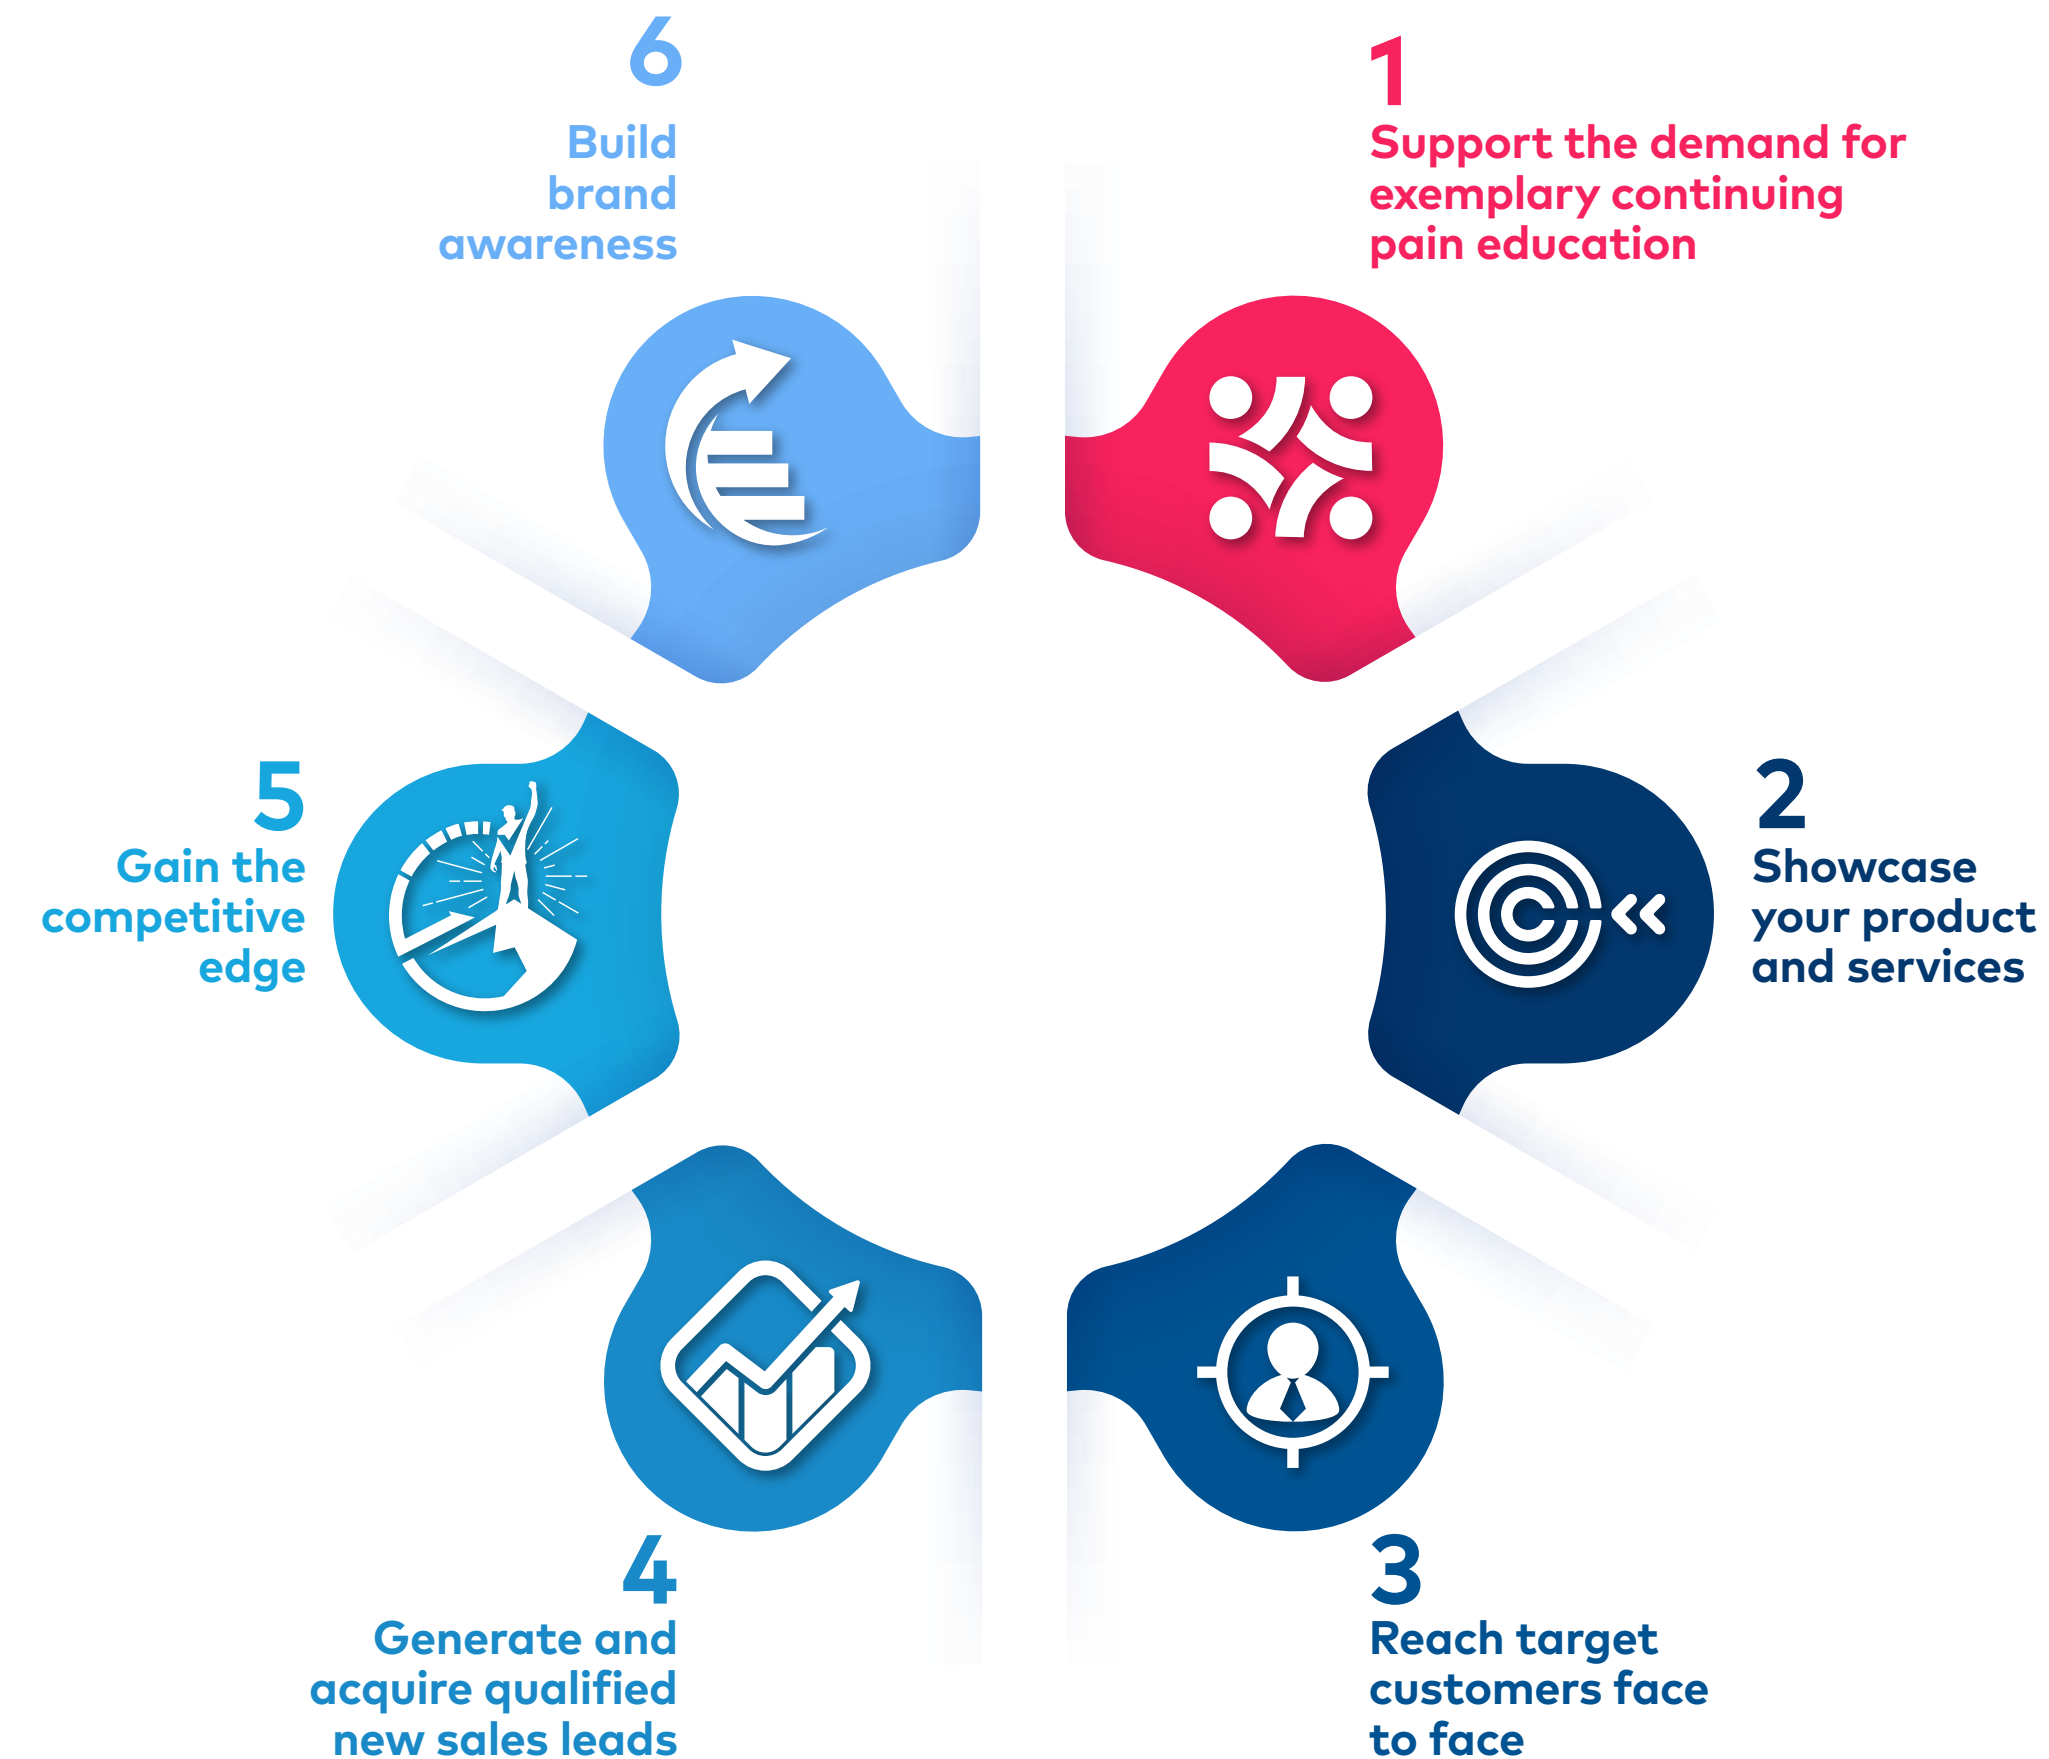 1
Support the demand for
exemplary continuing
pain education
2
Showcase
your product
and services
3
Reach target
customers face
to face
4
Generate and
acquire qualified
new sales leads
5
Gain the
competitive
edge
6
Build
brand
awareness